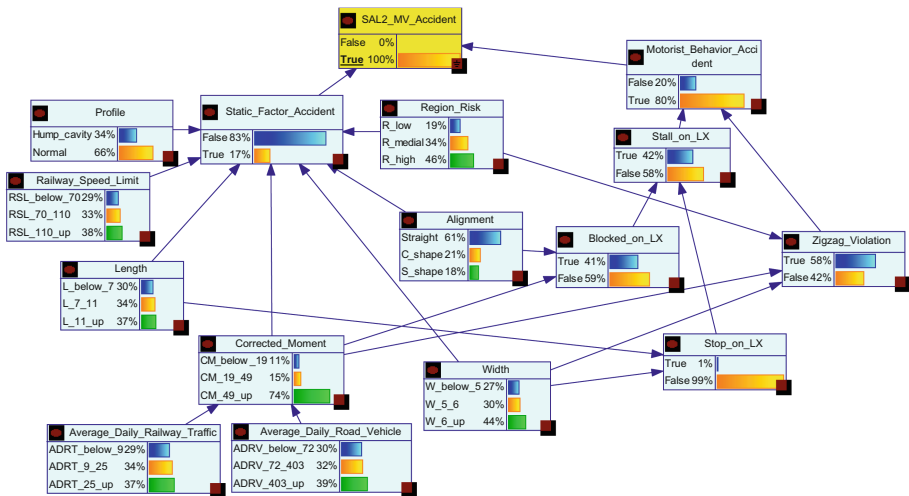 SAL2_MV_Accident
False 0%
True 100%
Motorist_Behavior_Acci
dent
False 20%
True 80%
Profile
Hump_cavity 34%
Normal 66%
Static_Factor_Accident
False 83%
True 17%
Region_Risk
R_low 19%
R_medial 34%
R_high 46%
Stall_on_LX
True 42%
False 58%
Railway_Speed_Limit
RSL_below_70 29%
RSL_70_110 33%
RSL_110_up 38%
Alignment
Straight 61%
C_shape 21%
S_shape 18%
Blocked_on_LX
True 41%
False 59%
Zigzag_Violation
True 58%
False 42%
Length
L_below_7 30%
L_7_11 34%
L_11_up 37%
Corrected_Moment
CM_below_19 11%
CM_19_49 15%
CM_49_up 74%
Width
W_below_5 27%
W_5_6 30%
W_6_up 44%
Stop_on_LX
True 1%
False 99%
Average_Daily_Railway_Traffic
ADRT_below_9 29%
ADRT_9_25 34%
ADRT_25_up 37%
Average_Daily_Road_Vehicle
ADRV_below_72 30%
ADRV_72_403 32%
ADRV_403_up 39%